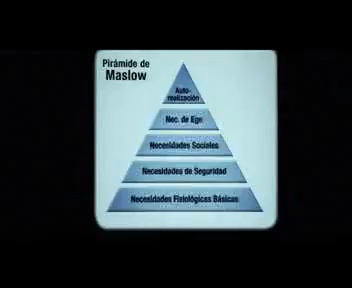 Pirámide de
Maslow
Auto-
realización
Nec. de Ego
Necesidades Sociales
Necesidades de Seguridad
Necesidades Fisiológicas Básicas